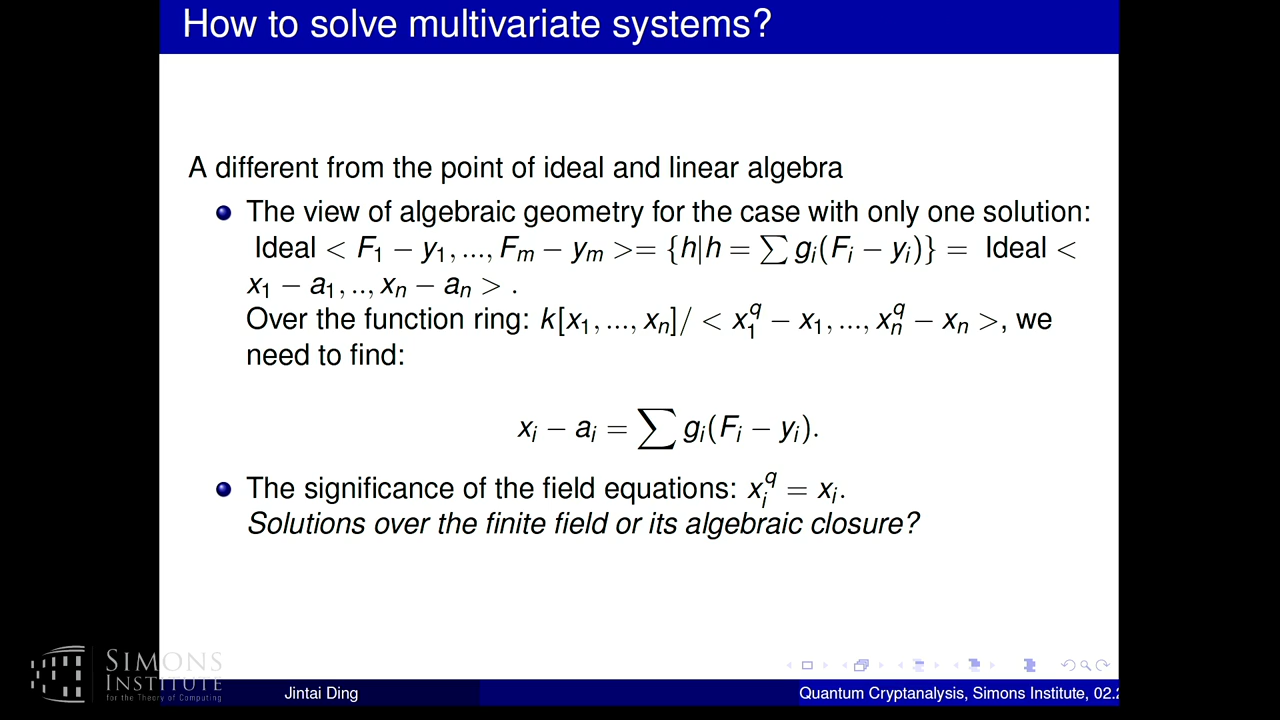 How to solve multivariate systems?
A different from the point of ideal and linear algebra
The view of algebraic geometry for the case with only one solution:
Ideal < F₁ − y₁, ..., Fₘ − yₘ >= {h|h = ∑ gᵢ(Fᵢ − yᵢ)} = Ideal <
x₁ − a₁, .., xₙ − aₙ > .
Over the function ring: k[x₁, ..., xₙ]/ < x₁^q − x₁, ..., xₙ^q − xₙ >, we
need to find:
xᵢ − aᵢ = ∑ gᵢ(Fᵢ − yᵢ).
The significance of the field equations: xᵢ^q = xᵢ.
Solutions over the finite field or its algebraic closure?
SIMONS
INSTITUTE
for the Theory of Computing
Jintai Ding
Quantum Cryptanalysis, Simons Institute, 02.2